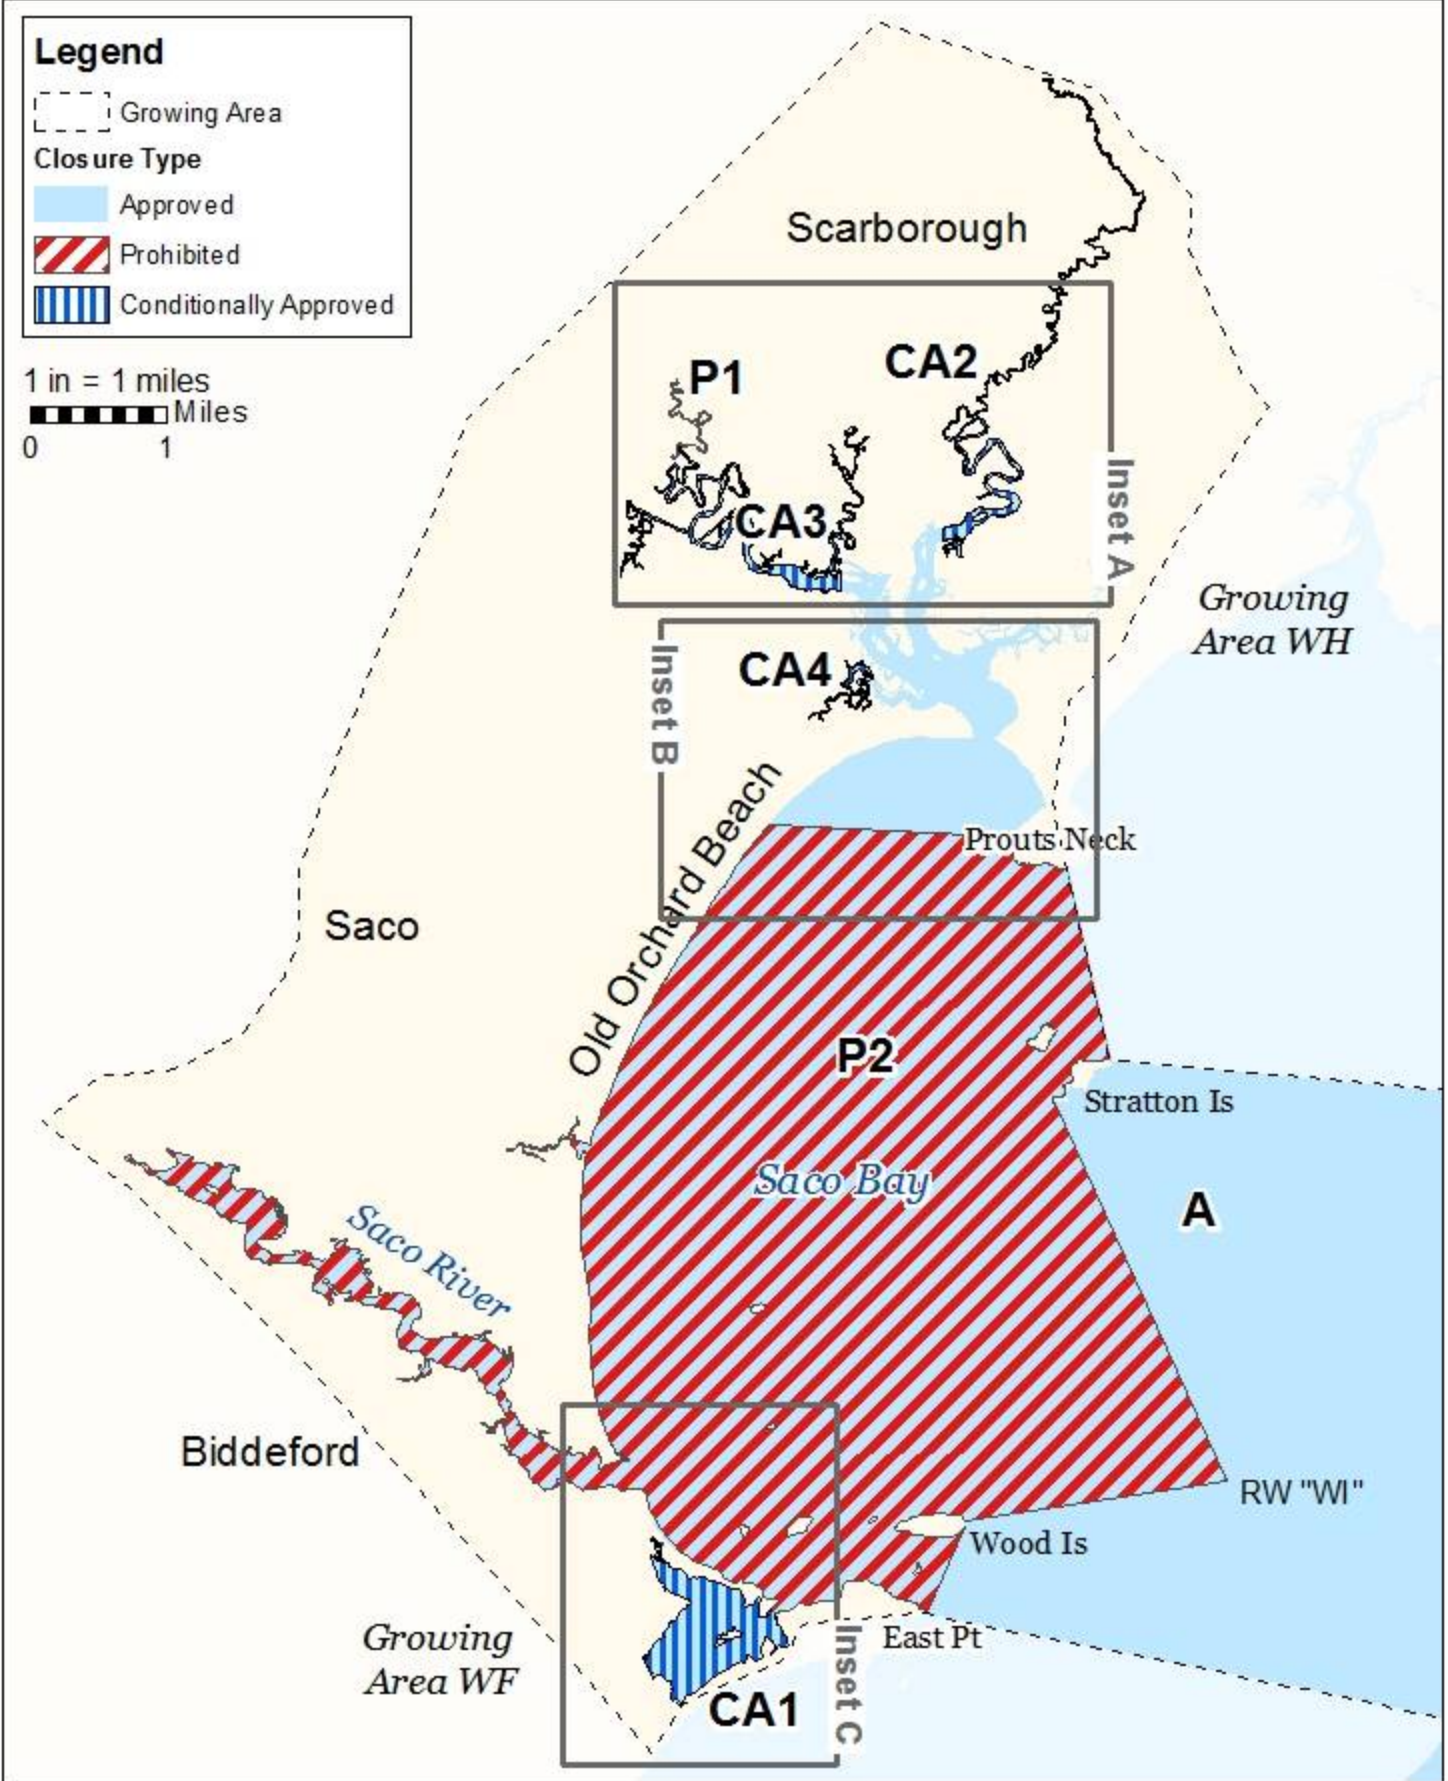 Legend
Growing Area
Closure Type
Approved
Prohibited
Conditionally Approved
1 in = 1 miles
Miles
0 1
Scarborough
P1
CA2
CA3
Inset A
Growing
Area WH
CA4
Inset B
Old Orchard Beach
Prouts Neck
Saco
P2
Stratton Is
Saco Bay
A
Saco River
Biddeford
RW "WI"
Wood Is
Growing
Area WF
East Pt
Inset C
CA1